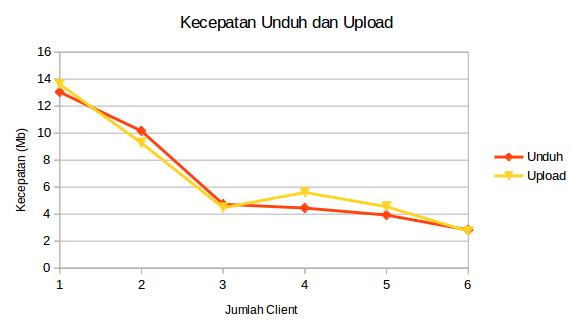 Kecepatan Unduh dan Upload
16
14
12
10
8
6
4
2
0
Kecepatan (Mb)
1 2 3 4 5 6
Jumlah Client
Unduh
Upload